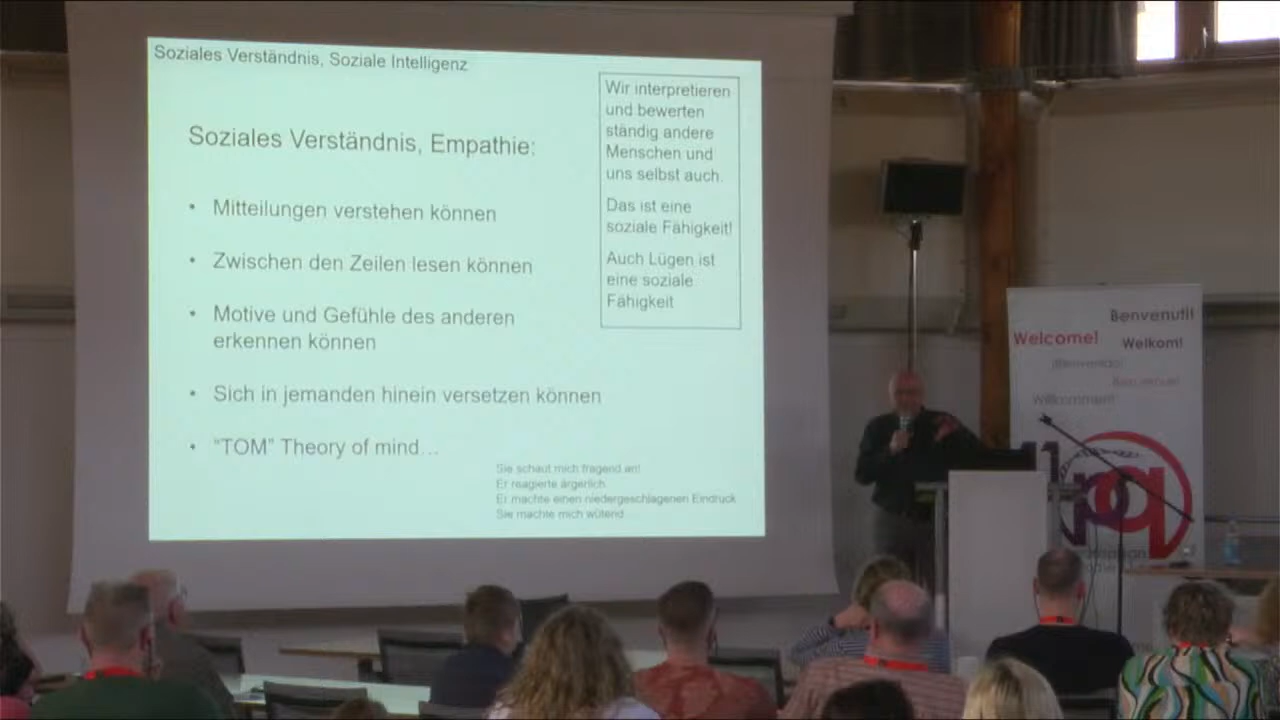 Soziales Verständnis, Soziale Intelligenz
Soziales Verständnis, Empathie:
• Mitteilungen verstehen können
• Zwischen den Zeilen lesen können
• Motive und Gefühle des anderen
erkennen können
• Sich in jemanden hinein versetzen können
• "TOM" Theory of mind…
Wir interpretieren
und bewerten
ständig andere
Menschen und
uns selbst auch.
Das ist eine
soziale Fähigkeit!
Auch Lügen ist
eine soziale
Fähigkeit
Sie schaut mich fragend an!
Er reagierte ärgerlich
Er machte einen niedergeschlagenen Eindruck
Sie machte mich wütend
Benvenuti!
Welcome!
Welkom!
Willkommen!